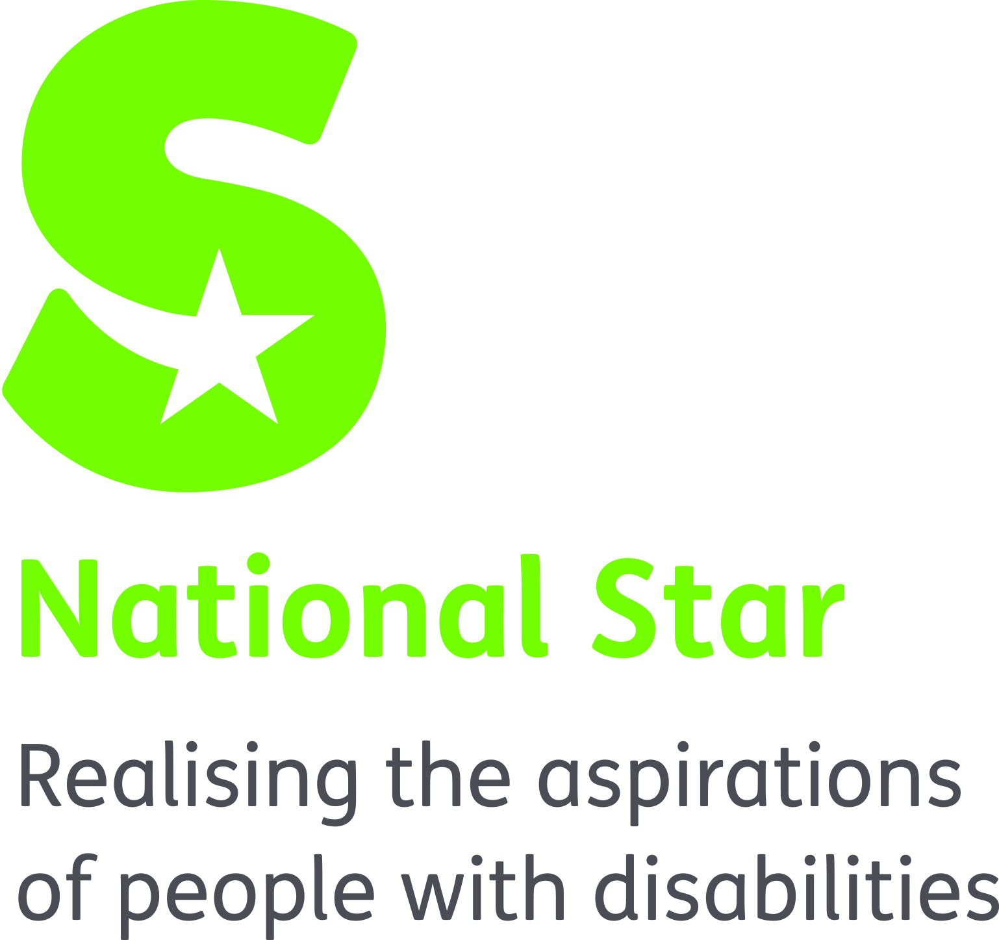 National Star
Realising the aspirations
of people with disabilities